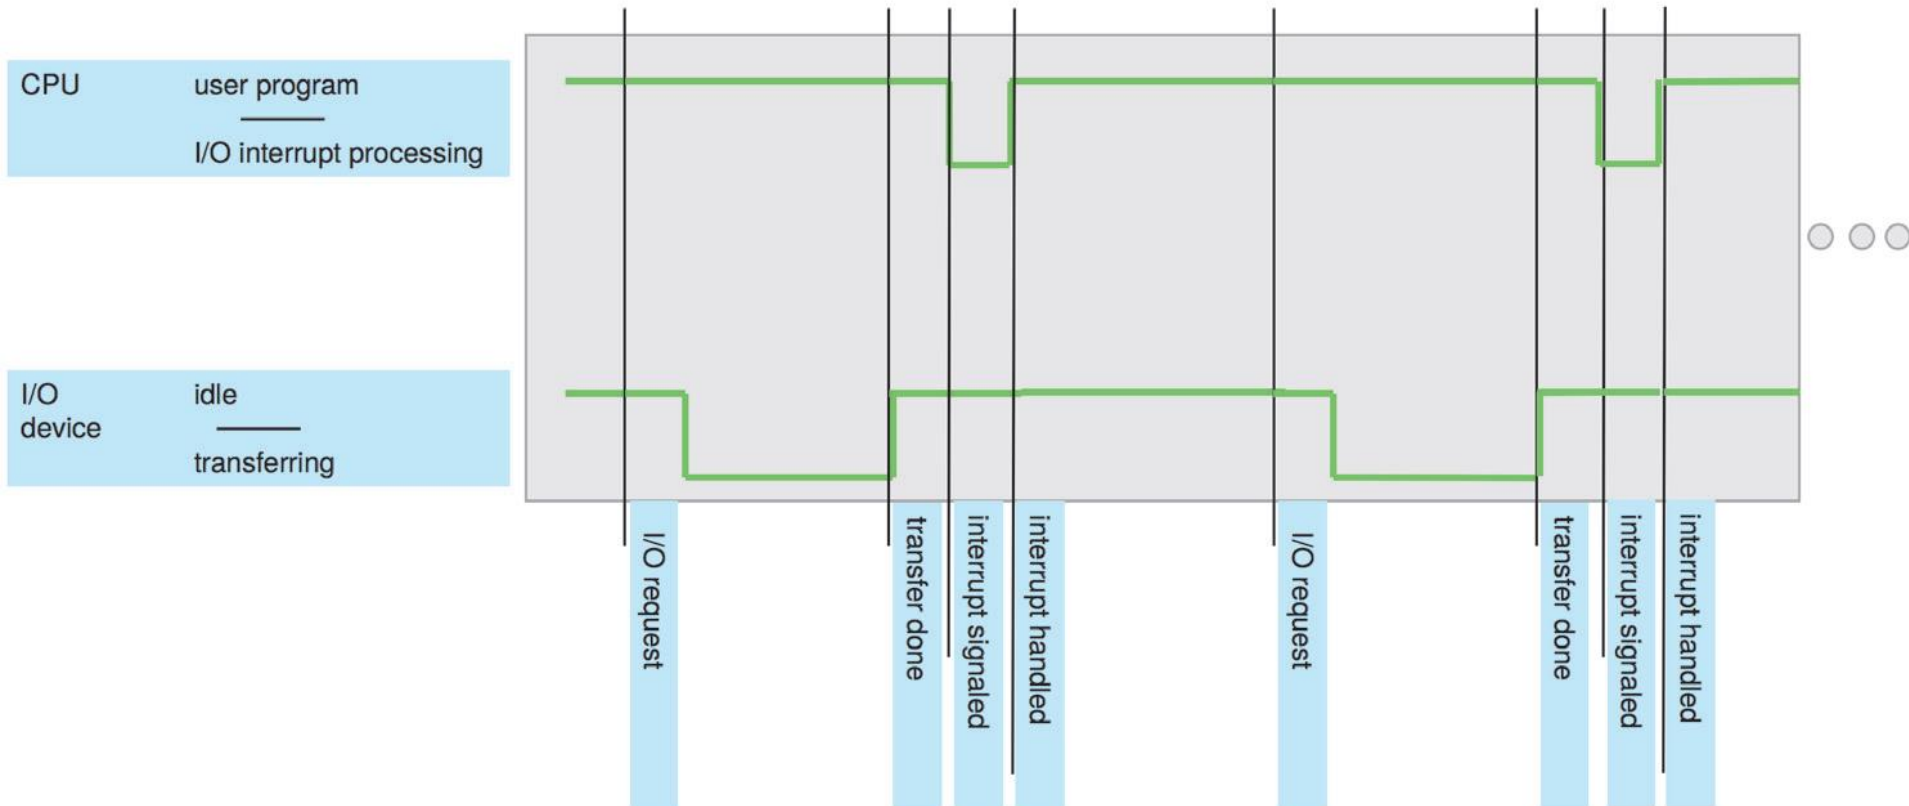 CPU
user program
I/O interrupt processing
I/O
device
idle
transferring
I/O request
transfer done
interrupt signaled
interrupt handled
I/O request
transfer done
interrupt signaled
interrupt handled